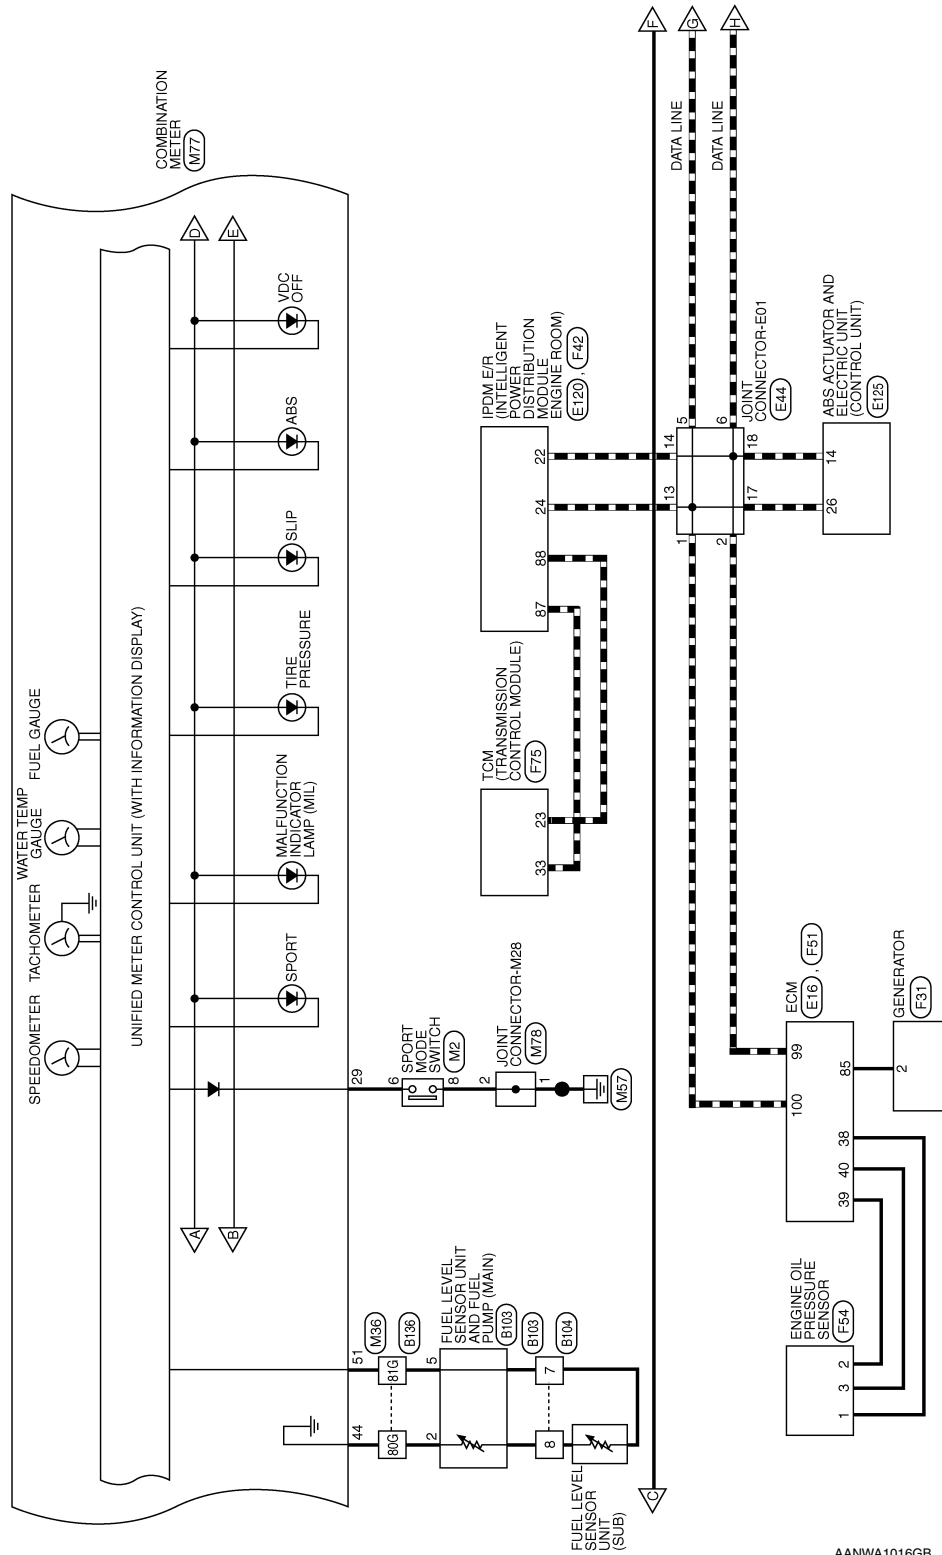 COMBINATION
METER
M77
UNIFIED METER CONTROL UNIT (WITH INFORMATION DISPLAY)
SPEEDOMETER
TACHOMETER
WATER TEMP
GAUGE
FUEL GAUGE
A
B
D
E
SPORT
MALFUNCTION
INDICATOR
LAMP (MIL)
TIRE
PRESSURE
SLIP
ABS
VDC
OFF
44
51
29
80G
81G
M36
B136
2
5
FUEL LEVEL
SENSOR UNIT
AND FUEL
PUMP (MAIN)
B103
8
7
B103
B104
FUEL LEVEL
SENSOR
UNIT
(SUB)
6
8
SPORT
MODE
SWITCH
M2
2
1
JOINT
CONNECTOR-M28
M78
M57
TCM
(TRANSMISSION
CONTROL MODULE)
F75
33
23
IPDM E/R
(INTELLIGENT
POWER
DISTRIBUTION
MODULE
ENGINE ROOM)
E120 , F42
87
88
24
22
C
F
G
H
DATA LINE
DATA LINE
13
14
1
5
2
6
17
18
JOINT
CONNECTOR-E01
E44
26
14
ABS ACTUATOR AND
ELECTRIC UNIT
(CONTROL UNIT)
E125
ECM
E16 , F51
100
99
39
40
38
85
2
GENERATOR
F31
ENGINE OIL
PRESSURE
SENSOR
F54
1
3
2
AANWA1016GB